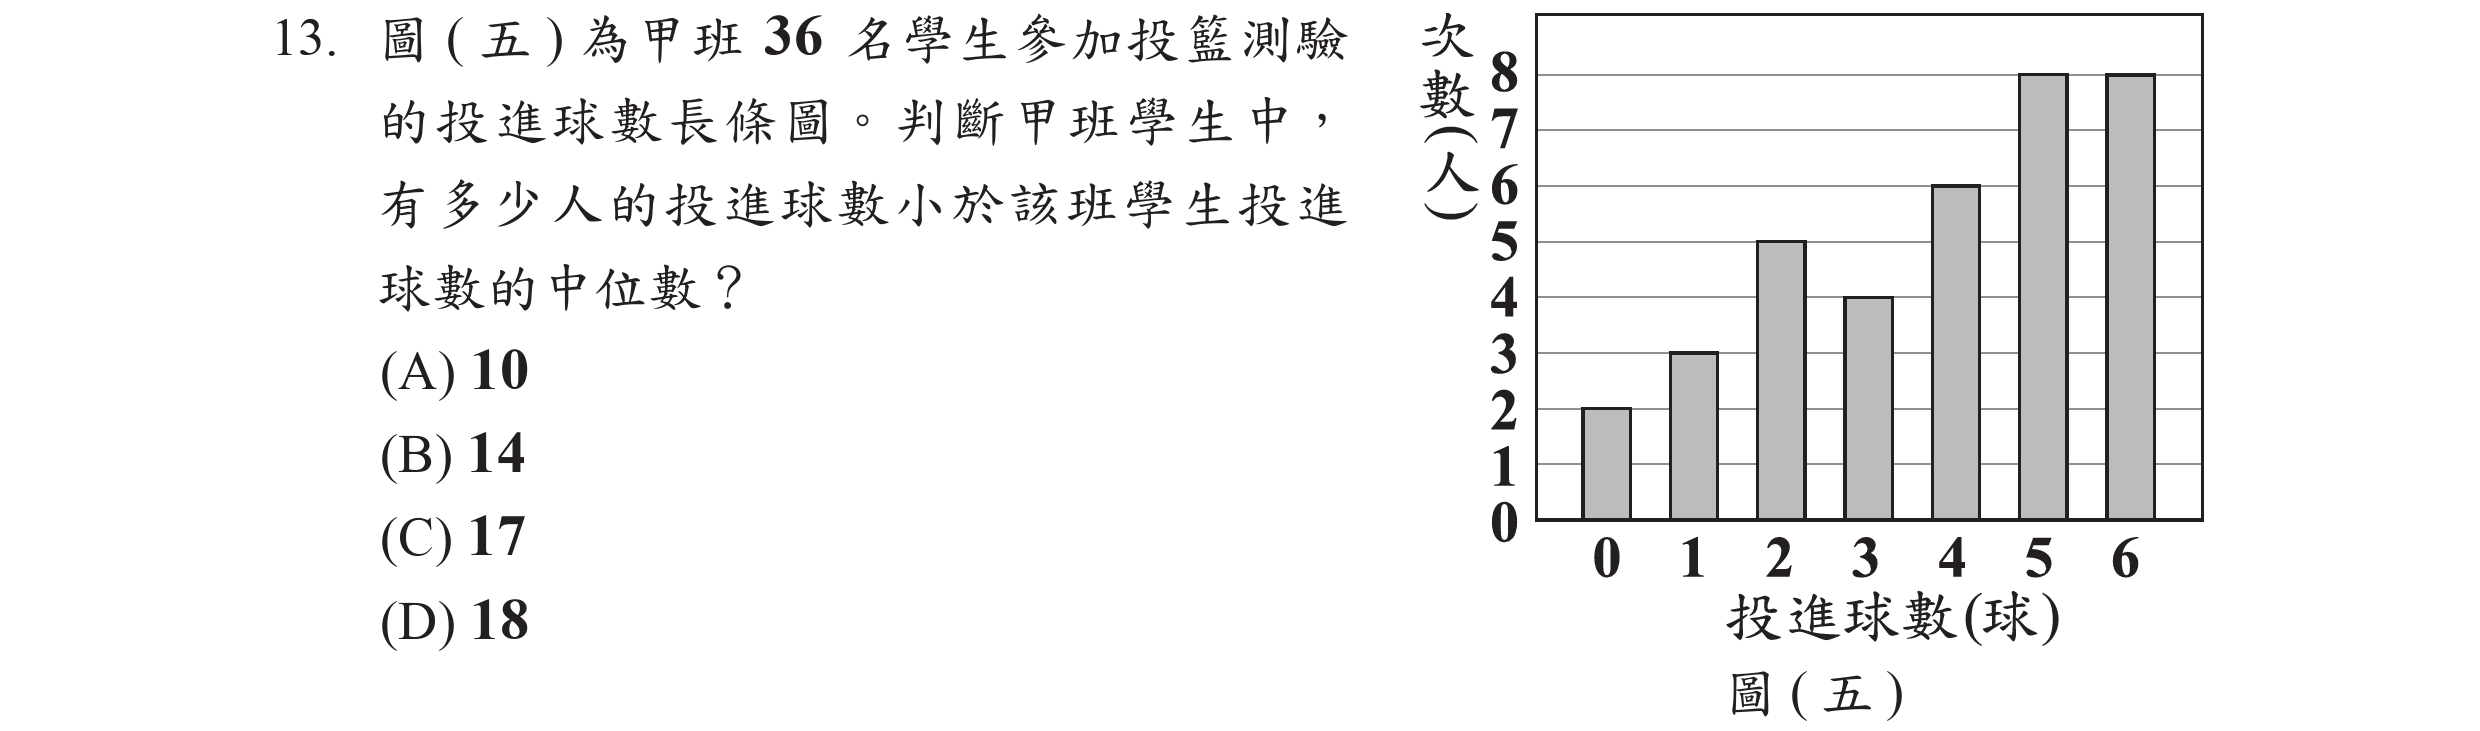 13. 圖(五)為甲班 36 名學生參加投籃測驗
的投進球數長條圖。判斷甲班學生中，
有多少人的投進球數小於該班學生投進
球數的中位數？
(A) 10
(B) 14
(C) 17
(D) 18
次數(人)
8
7
6
5
4
3
2
1
0
0 1 2 3 4 5 6
投進球數(球)
圖(五)